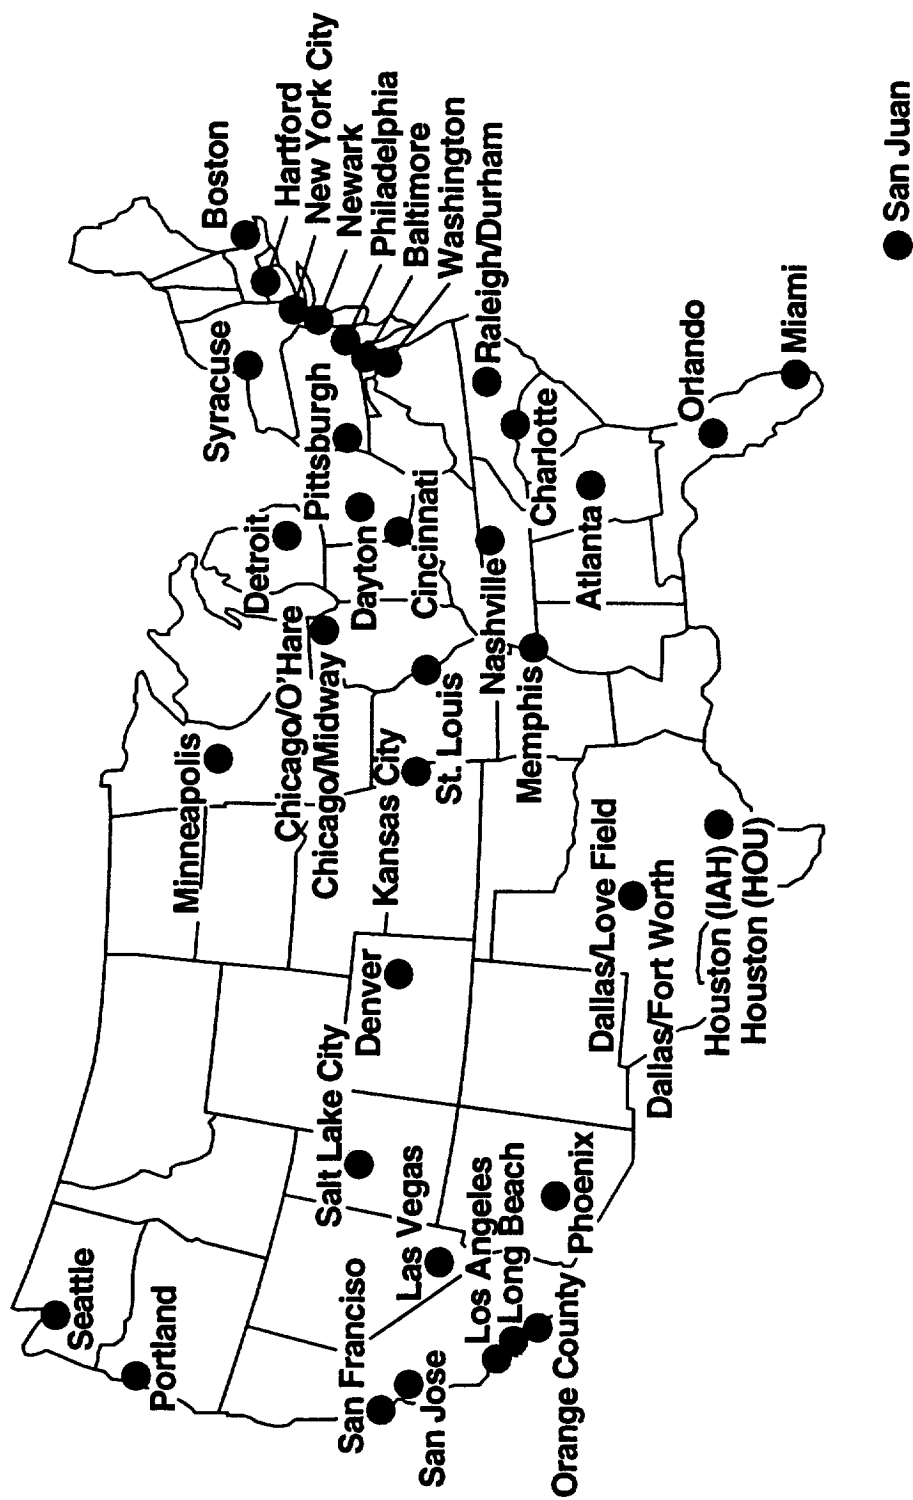 Seattle
Portland
San Franciso
San Jose
Las Vegas
Los Angeles
Long Beach
Orange County
Phoenix
Salt Lake City
Denver
Minneapolis
Chicago/O'Hare
Chicago/Midway
Kansas City
St. Louis
Dallas/Love Field
Dallas/Fort Worth
Houston (IAH)
Houston (HOU)
Memphis
Nashville
Detroit
Dayton
Cincinnati
Pittsburgh
Syracuse
Boston
Hartford
New York City
Newark
Philadelphia
Baltimore
Washington
Raleigh/Durham
Charlotte
Atlanta
Orlando
Miami
San Juan